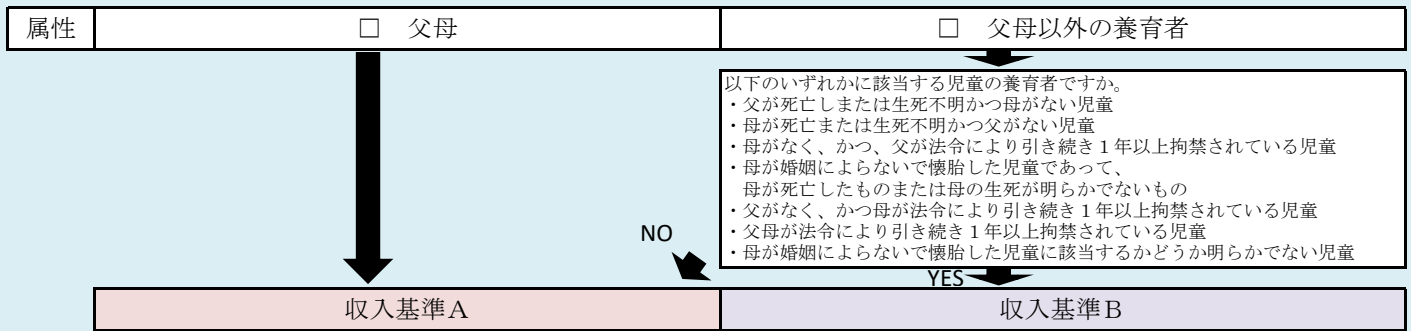 属性
□ 父母
□ 父母以外の養育者
以下のいずれかに該当する児童の養育者ですか。
・父が死亡しまたは生死不明かつ母がない児童
・母が死亡または生死不明かつ父がない児童
・母がなく、かつ、父が法令により引き続き１年以上拘禁されている児童
・母が婚姻によらないで懐胎した児童であって、
母が死亡したものまたは母の生死が明らかでないもの
・父がなく、かつ母が法令により引き続き１年以上拘禁されている児童
・父母が法令により引き続き１年以上拘禁されている児童
・母が婚姻によらないで懐胎した児童に該当するかどうか明らかでない児童
NO
YES
収入基準Ａ
収入基準Ｂ